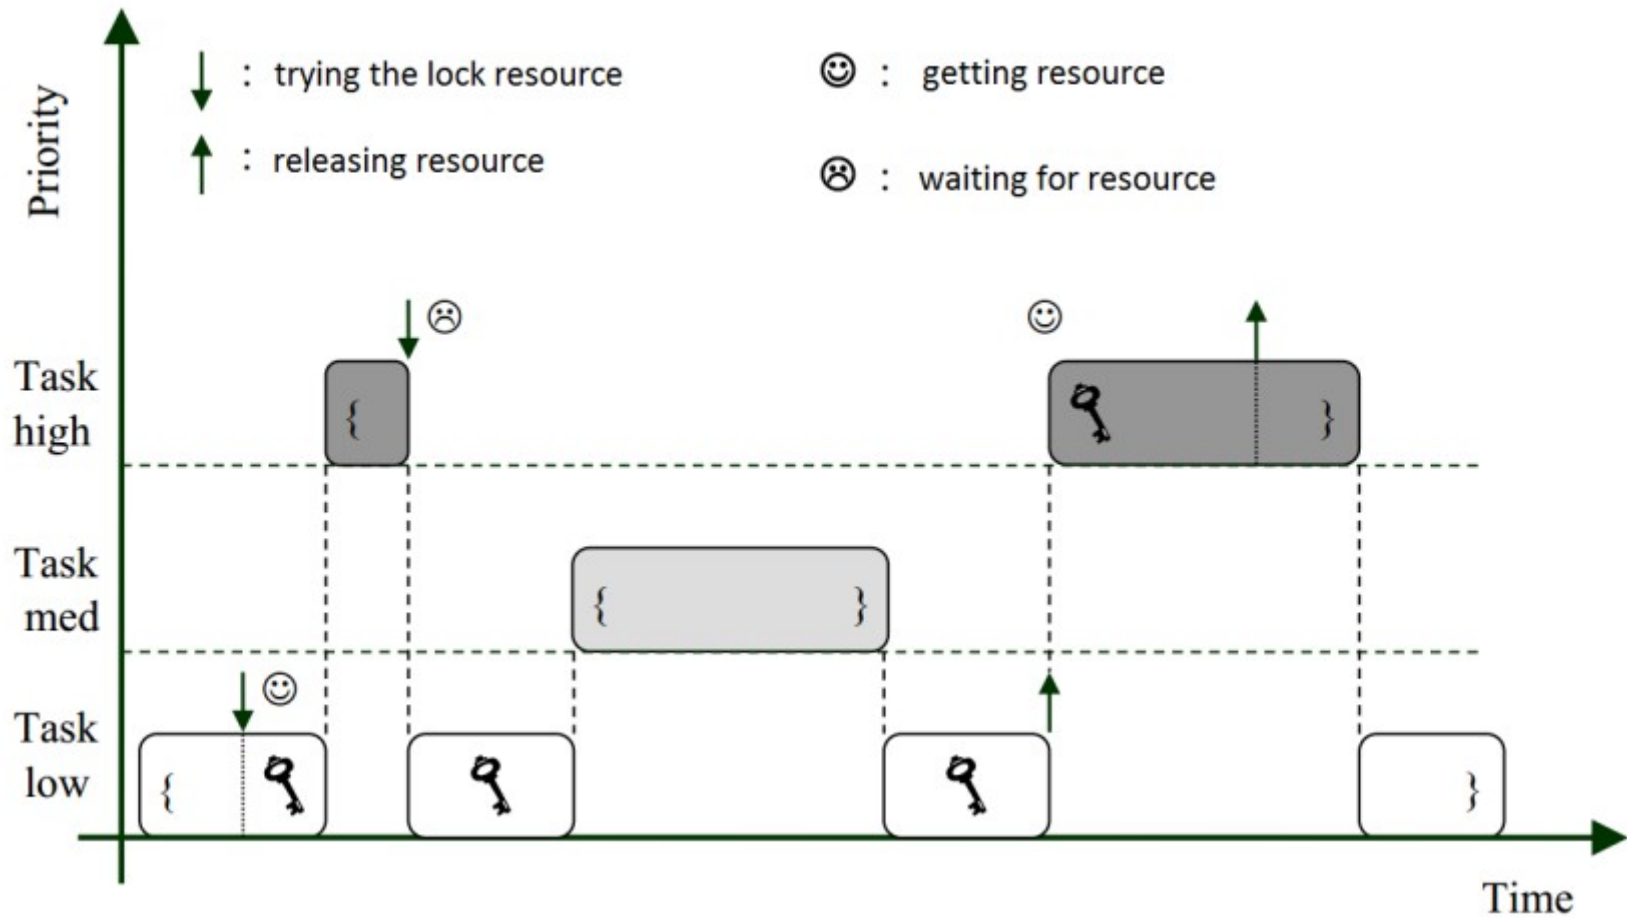 : trying the lock resource
: getting resource
: releasing resource
: waiting for resource
Priority
Task
high
{
}
Task
med
{
}
Task
low
{
}
Time